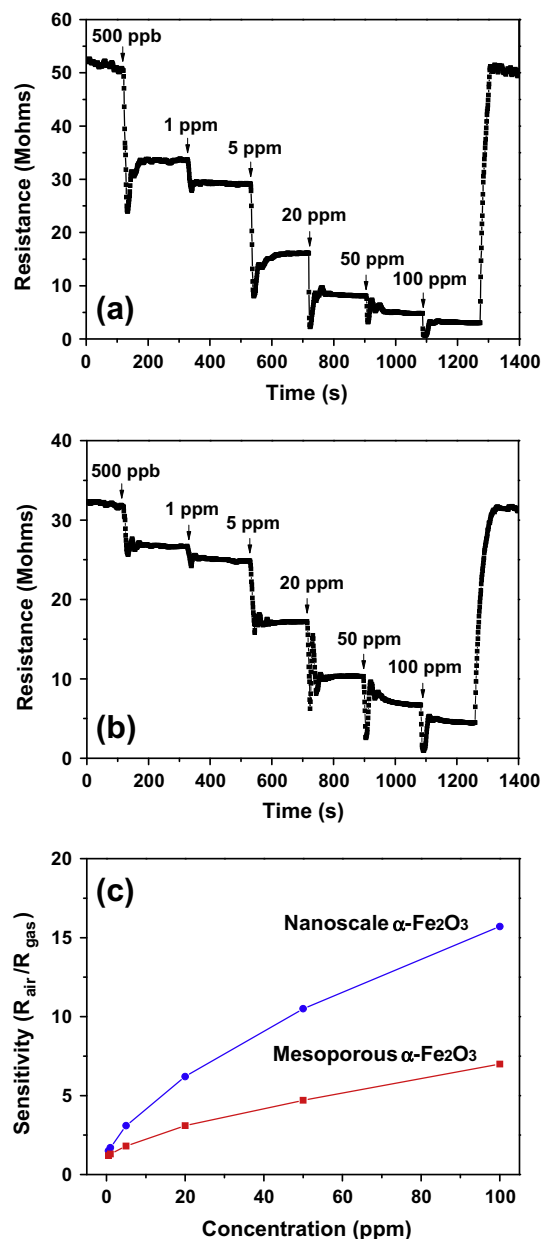 60
50
40
30
20
10
0
Resistance (Mohms)
500 ppb
1 ppm
5 ppm
20 ppm
50 ppm
100 ppm
(a)
0 200 400 600 800 1000 1200 1400
Time (s)
40
30
20
10
0
Resistance (Mohms)
500 ppb
1 ppm
5 ppm
20 ppm
50 ppm
100 ppm
(b)
0 200 400 600 800 1000 1200 1400
Time (s)
20
15
10
5
0
Sensitivity (R_air /R_gas)
(c)
Nanoscale α-Fe2O3
Mesoporous α-Fe2O3
0 20 40 60 80 100
Concentration (ppm)